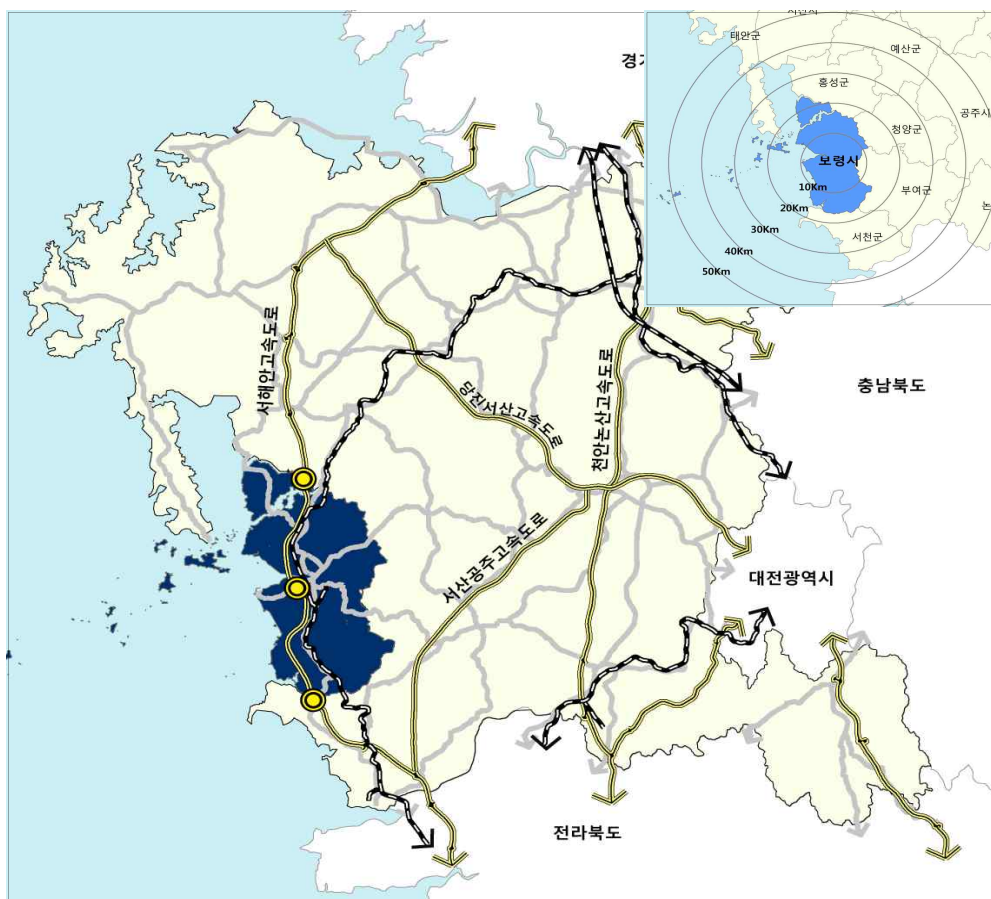 태안군
예산군
홍성군
공주시
청양군
보령시
10Km
부여군
20Km
서천군
30Km
40Km
50Km
서해안고속도로
당진서산고속도로
천안논산고속도로
충남북도
서산공주고속도로
대전광역시
전라북도